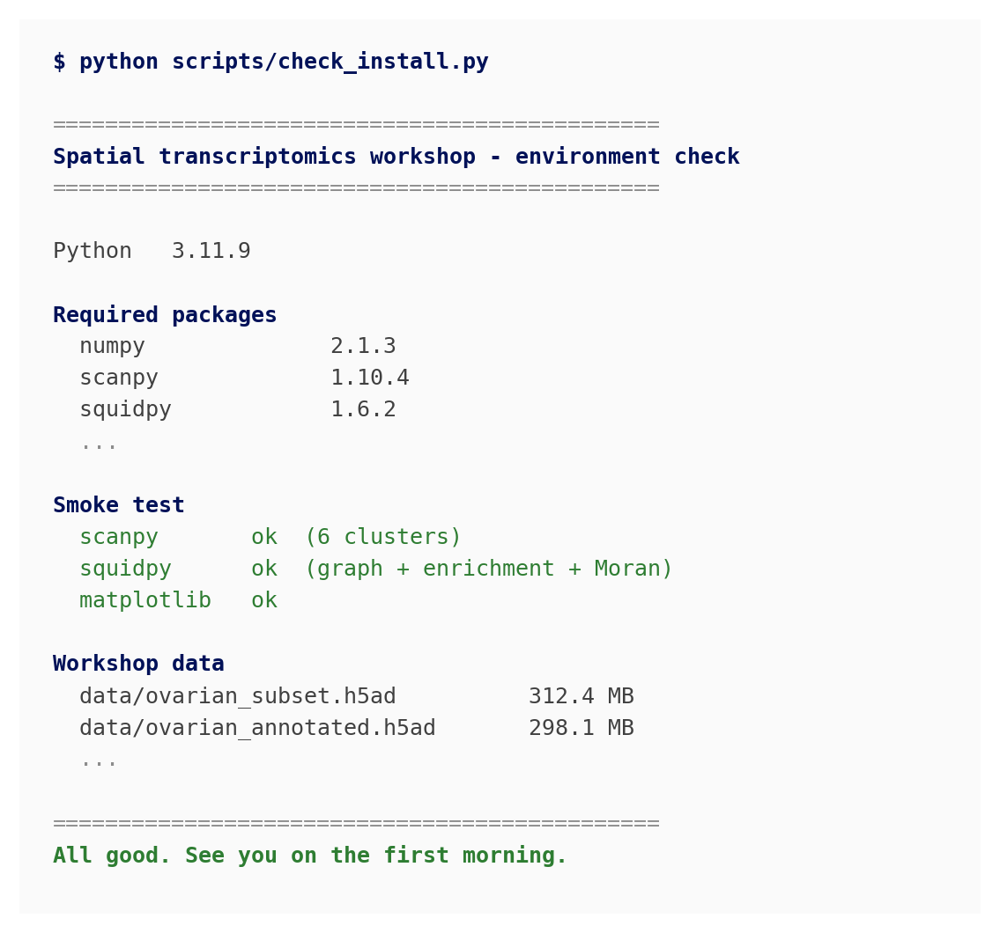 $ python scripts/check_install.py
==============================================
Spatial transcriptomics workshop - environment check
==============================================
Python   3.11.9
Required packages
  numpy              2.1.3
  scanpy             1.10.4
  squidpy            1.6.2
  ...
Smoke test
  scanpy       ok  (6 clusters)
  squidpy      ok  (graph + enrichment + Moran)
  matplotlib   ok
Workshop data
  data/ovarian_subset.h5ad          312.4 MB
  data/ovarian_annotated.h5ad       298.1 MB
  ...
==============================================
All good. See you on the first morning.